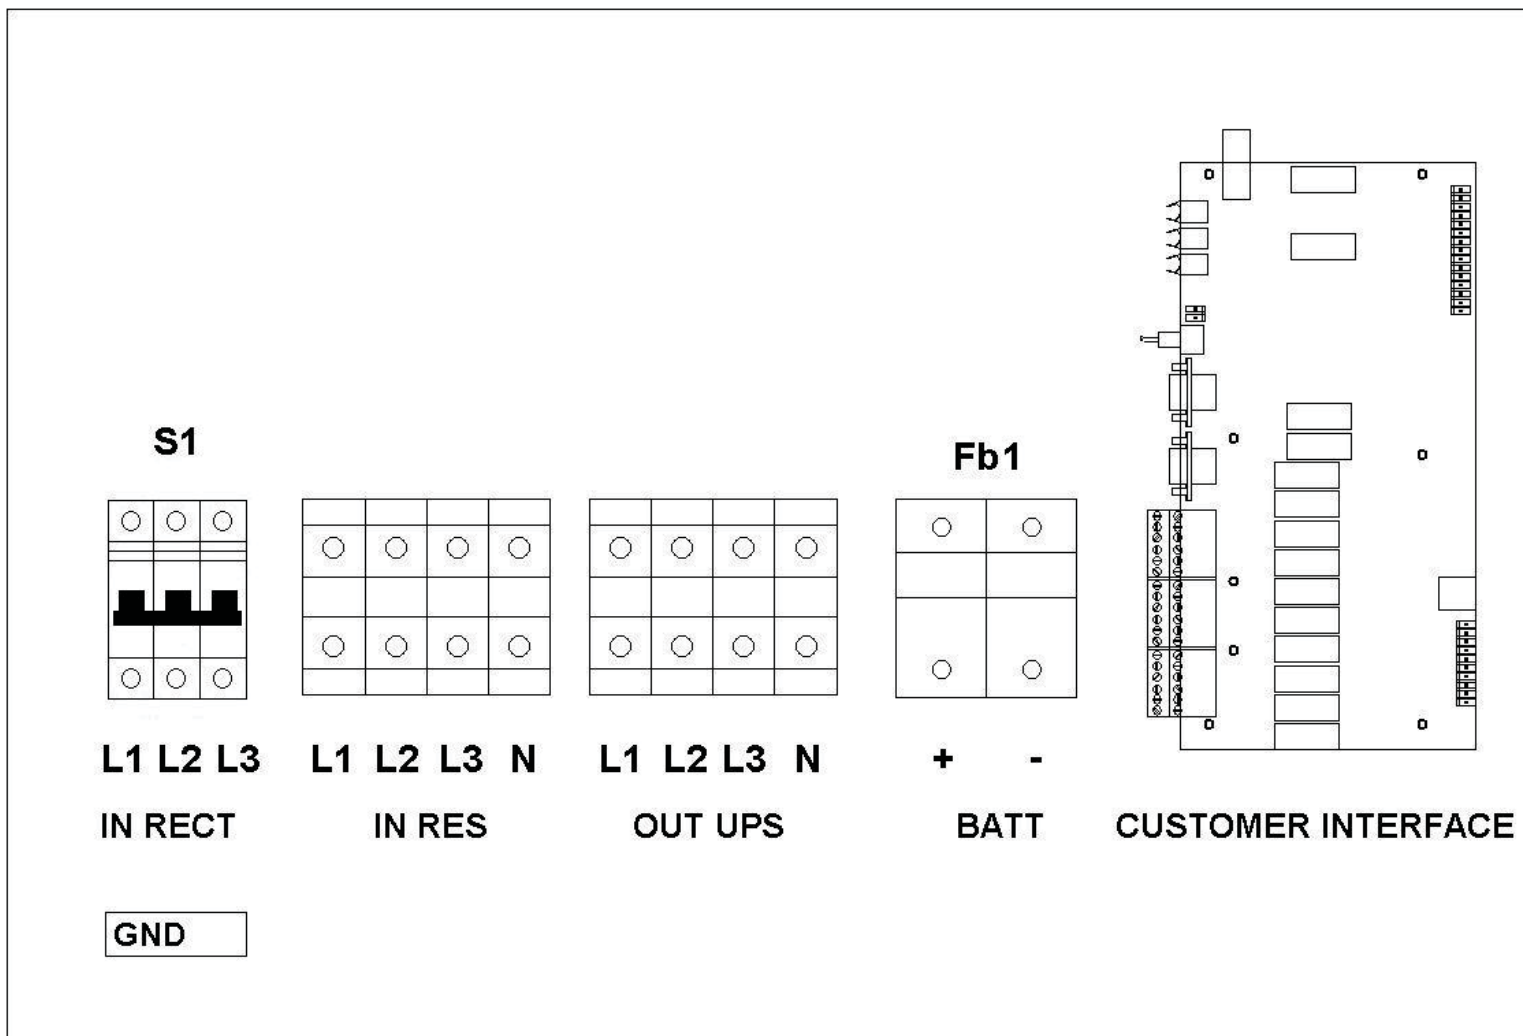 S1
Fb1
L1 L2 L3
L1 L2 L3 N
L1 L2 L3 N
+ -
IN RECT
IN RES
OUT UPS
BATT
CUSTOMER INTERFACE
GND